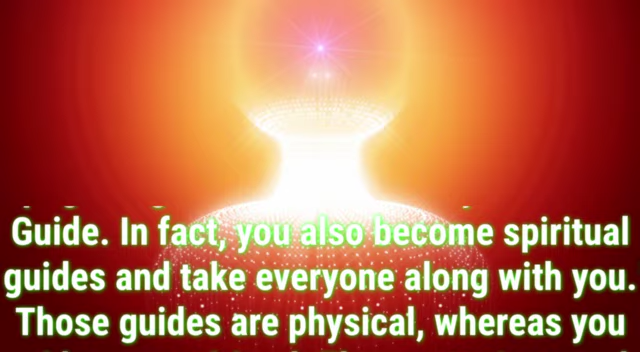 Guide. In fact, you also become spiritual
guides and take everyone along with you.
Those guides are physical, whereas you